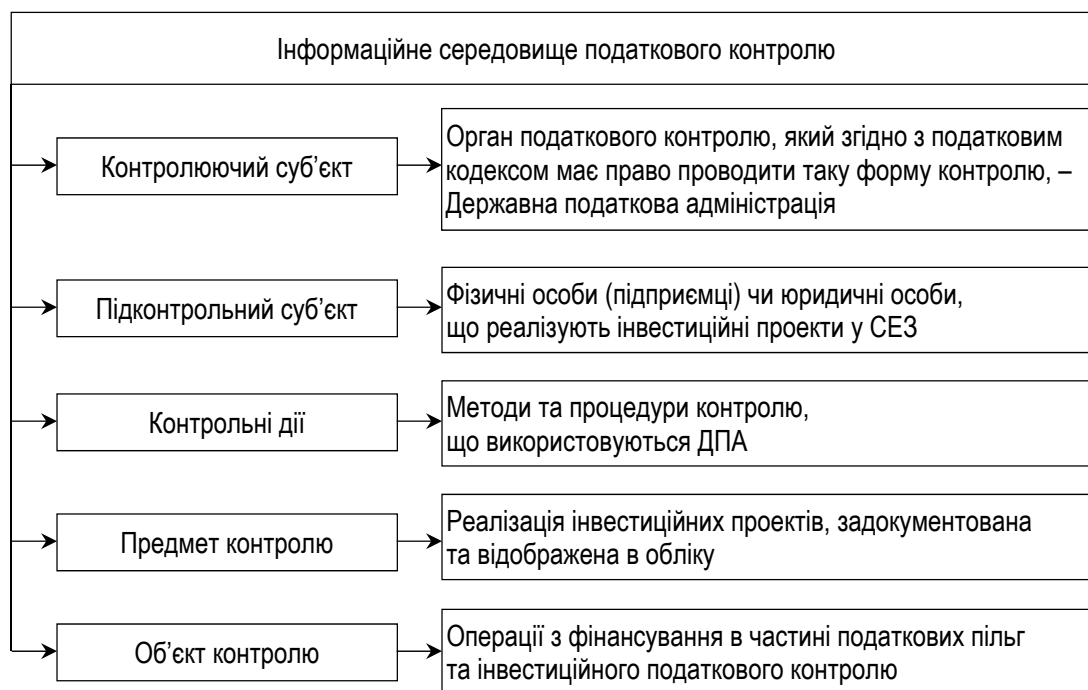 Інформаційне середовище податкового контролю
Контролюючий суб’єкт
Орган податкового контролю, який згідно з податковим
кодексом має право проводити таку форму контролю, –
Державна податкова адміністрація
Підконтрольний суб’єкт
Фізичні особи (підприємці) чи юридичні особи,
що реалізують інвестиційні проекти у СЕЗ
Контрольні дії
Методи та процедури контролю,
що використовуються ДПА
Предмет контролю
Реалізація інвестиційних проектів, задокументована
та відображена в обліку
Об’єкт контролю
Операції з фінансування в частині податкових пільг
та інвестиційного податкового контролю